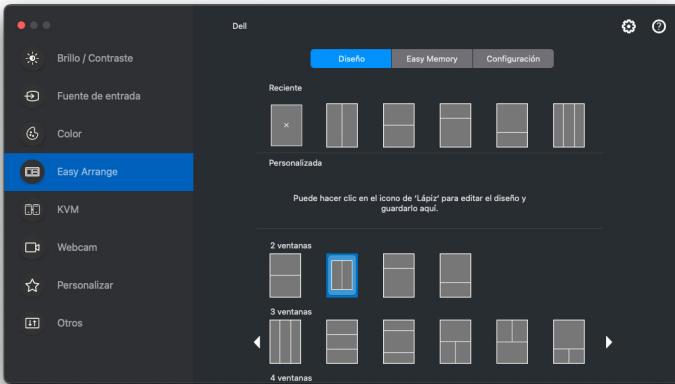 Dell
Brillo / Contraste
Fuente de entrada
Color
Easy Arrange
KVM
Webcam
Personalizar
Otros
Diseño
Easy Memory
Configuración
Reciente
Personalizada
Puede hacer clic en el icono de 'Lápiz' para editar el diseño y
guardarlo aquí.
2 ventanas
3 ventanas
4 ventanas